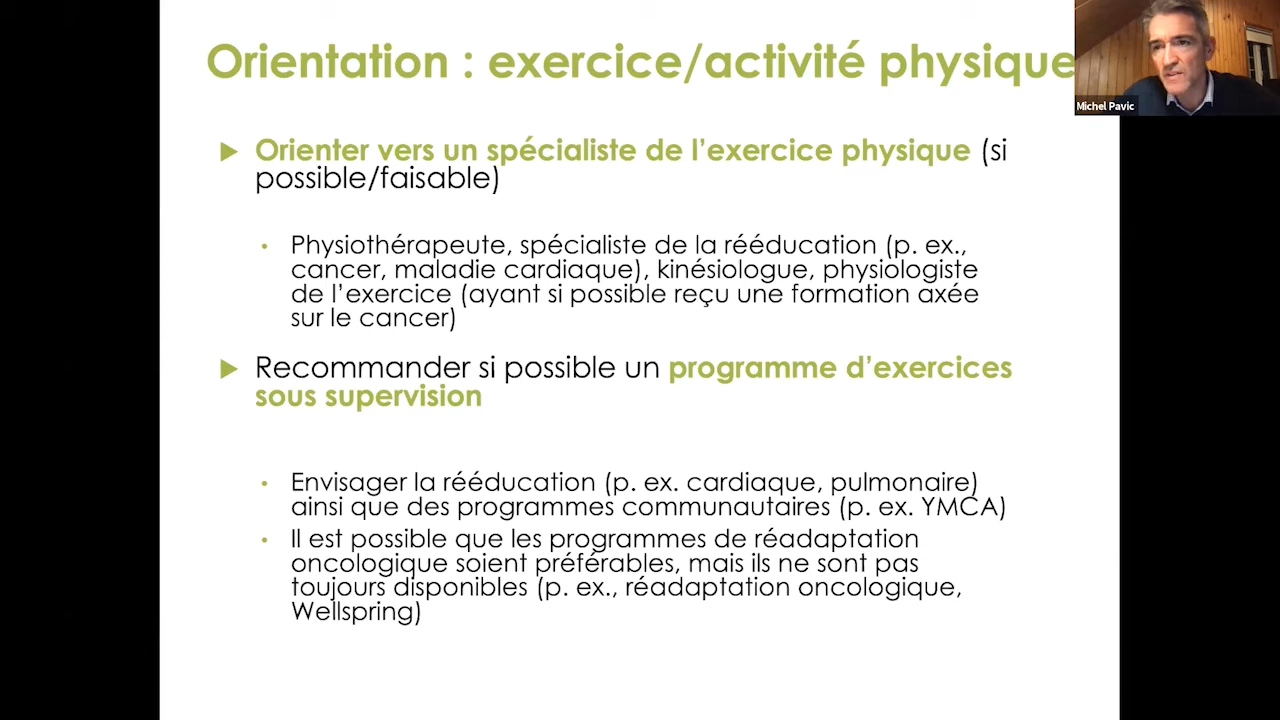 Orientation : exercice/activité physique
Michel Pavic
▶ Orienter vers un spécialiste de l’exercice physique (si
possible/faisable)
• Physiothérapeute, spécialiste de la rééducation (p. ex.,
cancer, maladie cardiaque), kinésiologue, physiologiste
de l’exercice (ayant si possible reçu une formation axée
sur le cancer)
▶ Recommander si possible un programme d’exercices
sous supervision
• Envisager la rééducation (p. ex. cardiaque, pulmonaire)
ainsi que des programmes communautaires (p. ex. YMCA)
• Il est possible que les programmes de réadaptation
oncologique soient préférables, mais ils ne sont pas
toujours disponibles (p. ex., réadaptation oncologique,
Wellspring)